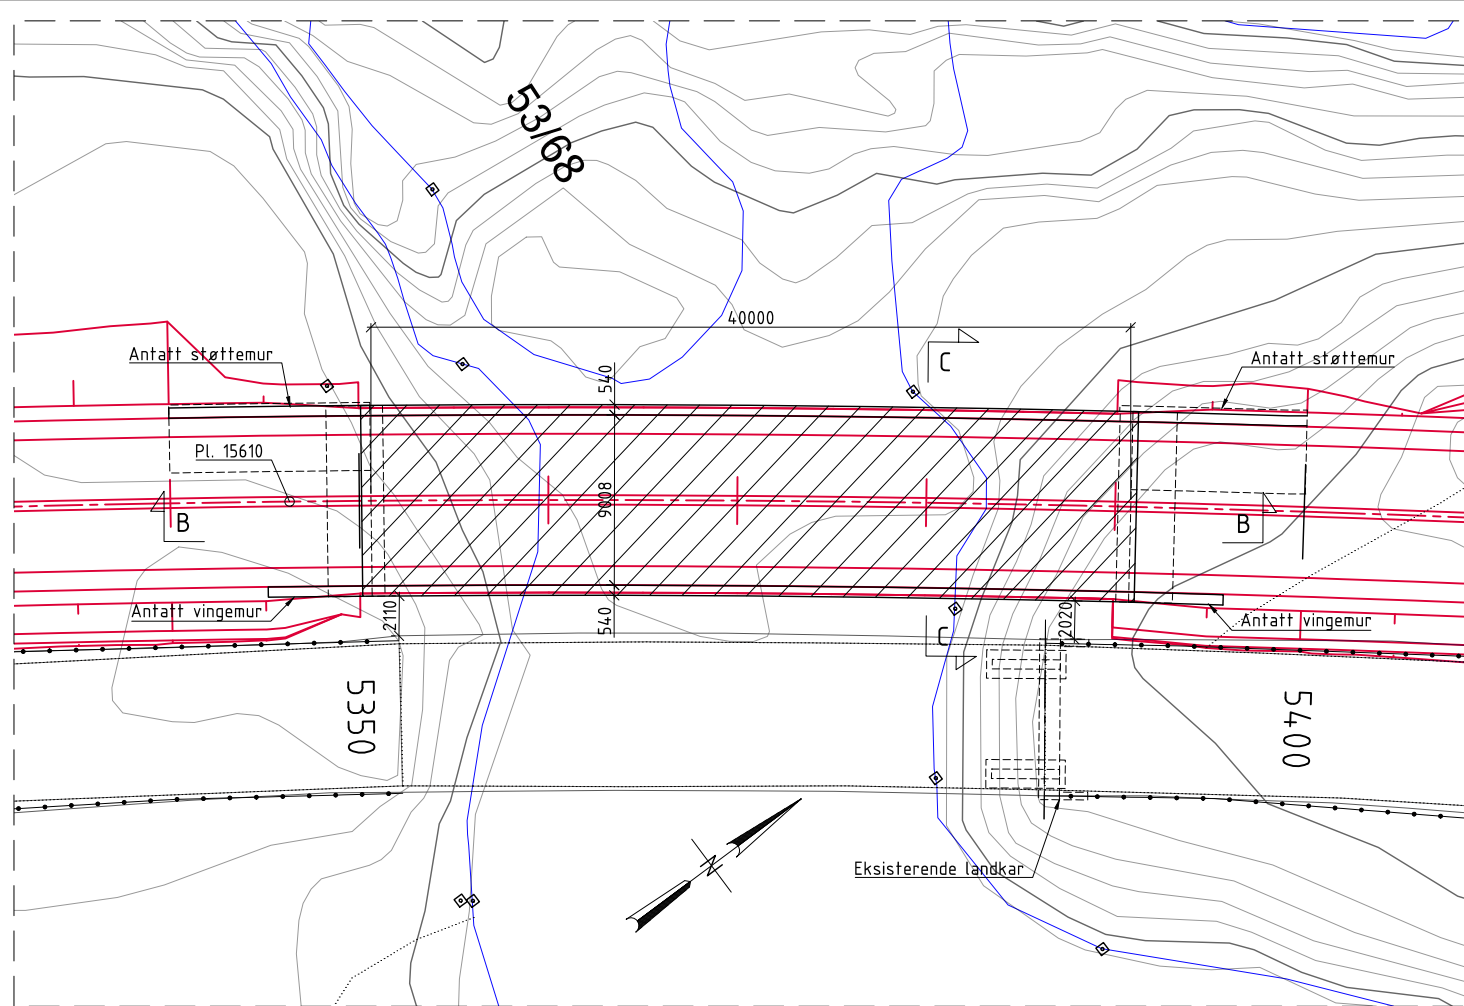 53/68
40000
C
Antatt støttemur
Antatt støttemur
540
Pl. 15610
9008
B
B
Antatt vingemur
2110
540
2020
Antatt vingemur
C
5350
5400
N
Eksisterende landkar